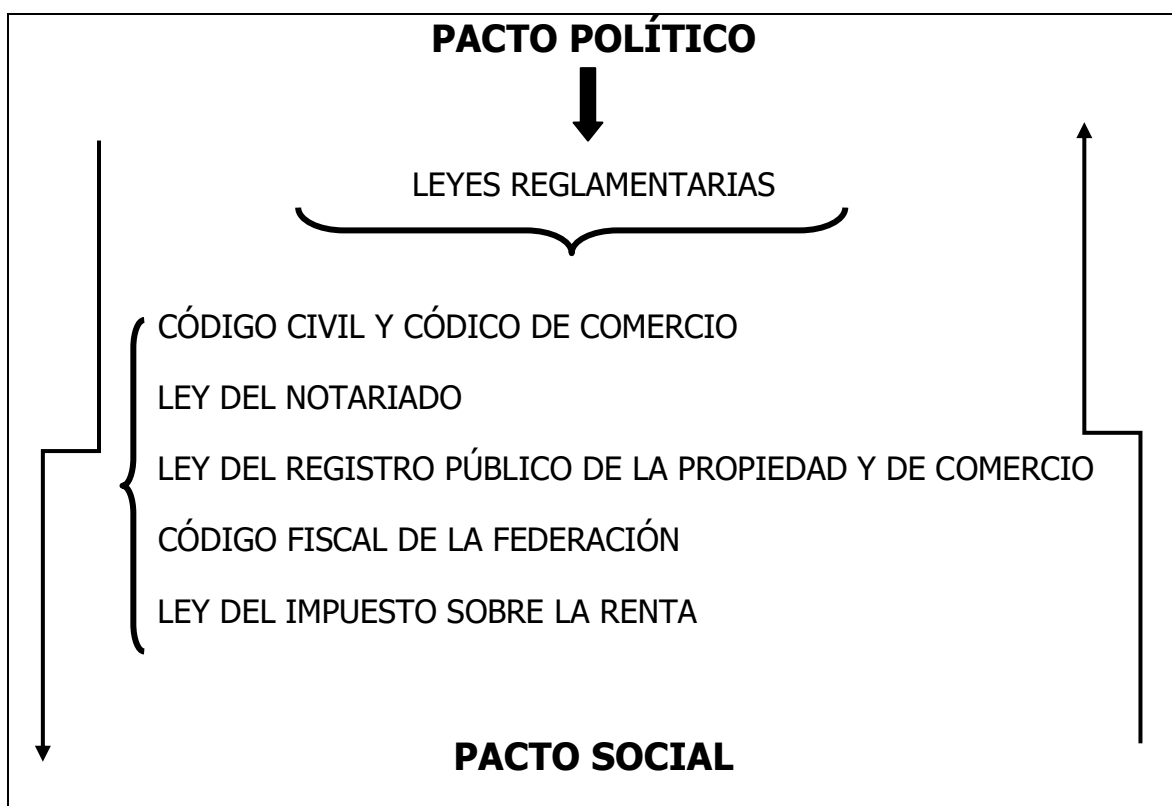 PACTO POLÍTICO
LEYES REGLAMENTARIAS
CÓDIGO CIVIL Y CÓDICO DE COMERCIO
LEY DEL NOTARIADO
LEY DEL REGISTRO PÚBLICO DE LA PROPIEDAD Y DE COMERCIO
CÓDIGO FISCAL DE LA FEDERACIÓN
LEY DEL IMPUESTO SOBRE LA RENTA
PACTO SOCIAL